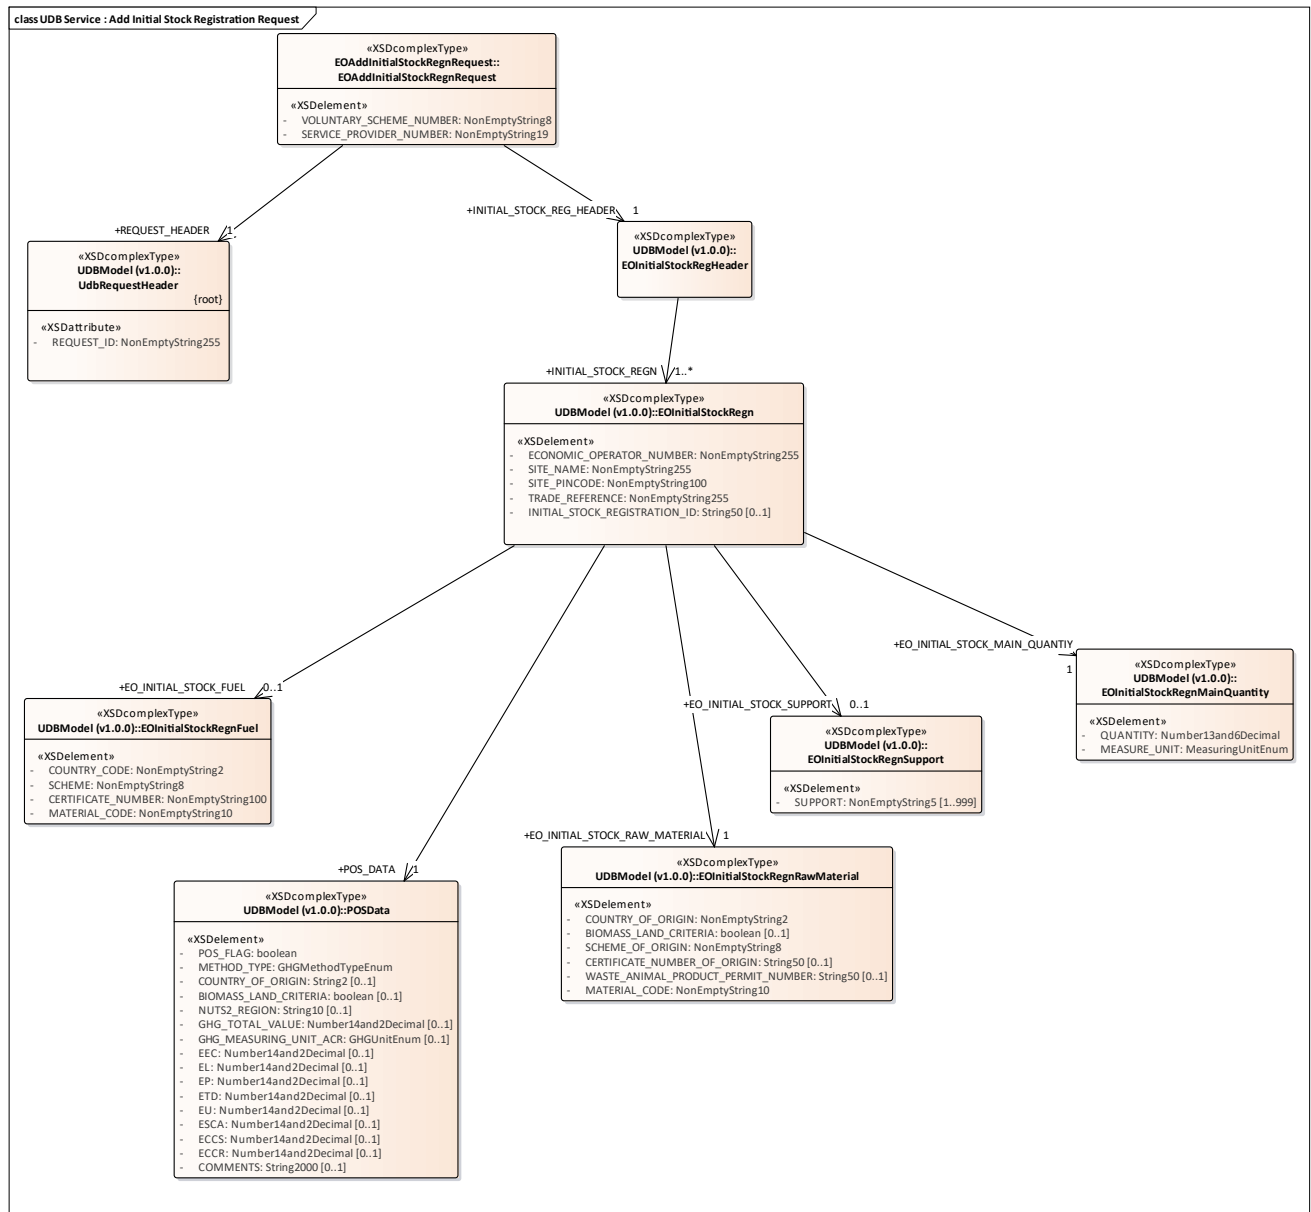 class UDB Service : Add Initial Stock Registration Request
«XSDcomplexType»
EOAddInitialStockRegnRequest::
EOAddInitialStockRegnRequest
«XSDelement»
- VOLUNTARY_SCHEME_NUMBER: NonEmptyString8
- SERVICE_PROVIDER_NUMBER: NonEmptyString19
+REQUEST_HEADER 1
+INITIAL_STOCK_REG_HEADER 1
«XSDcomplexType»
UDBModel (v1.0.0)::
UdbRequestHeader
{root}
«XSDattribute»
- REQUEST_ID: NonEmptyString255
«XSDcomplexType»
UDBModel (v1.0.0)::
EOInitialStockRegHeader
+INITIAL_STOCK_REGN 1..*
«XSDcomplexType»
UDBModel (v1.0.0)::EOInitialStockRegn
«XSDelement»
- ECONOMIC_OPERATOR_NUMBER: NonEmptyString255
- SITE_NAME: NonEmptyString255
- SITE_PINCODE: NonEmptyString100
- TRADE_REFERENCE: NonEmptyString255
- INITIAL_STOCK_REGISTRATION_ID: String50 [0..1]
+EO_INITIAL_STOCK_FUEL 0..1
«XSDcomplexType»
UDBModel (v1.0.0)::EOInitialStockRegnFuel
«XSDelement»
- COUNTRY_CODE: NonEmptyString2
- SCHEME: NonEmptyString8
- CERTIFICATE_NUMBER: NonEmptyString100
- MATERIAL_CODE: NonEmptyString10
+POS_DATA 1
«XSDcomplexType»
UDBModel (v1.0.0)::POSData
«XSDelement»
- POS_FLAG: boolean
- METHOD_TYPE: GHGMethodTypeEnum
- COUNTRY_OF_ORIGIN: String2 [0..1]
- BIOMASS_LAND_CRITERIA: boolean [0..1]
- NUTS2_REGION: String10 [0..1]
- GHG_TOTAL_VALUE: Number14and2Decimal [0..1]
- GHG_MEASURING_UNIT_ACR: GHGUnitEnum [0..1]
- EEC: Number14and2Decimal [0..1]
- EL: Number14and2Decimal [0..1]
- EP: Number14and2Decimal [0..1]
- ETD: Number14and2Decimal [0..1]
- EU: Number14and2Decimal [0..1]
- ESCA: Number14and2Decimal [0..1]
- ECCS: Number14and2Decimal [0..1]
- ECCR: Number14and2Decimal [0..1]
- COMMENTS: String2000 [0..1]
+EO_INITIAL_STOCK_RAW_MATERIAL 1
«XSDcomplexType»
UDBModel (v1.0.0)::EOInitialStockRegnRawMaterial
«XSDelement»
- COUNTRY_OF_ORIGIN: NonEmptyString2
- BIOMASS_LAND_CRITERIA: boolean [0..1]
- SCHEME_OF_ORIGIN: NonEmptyString8
- CERTIFICATE_NUMBER_OF_ORIGIN: String50 [0..1]
- WASTE_ANIMAL_PRODUCT_PERMIT_NUMBER: String50 [0..1]
- MATERIAL_CODE: NonEmptyString10
+EO_INITIAL_STOCK_SUPPORT 0..1
«XSDcomplexType»
UDBModel (v1.0.0)::
EOInitialStockRegnSupport
«XSDelement»
- SUPPORT: NonEmptyString5 [1..999]
+EO_INITIAL_STOCK_MAIN_QUANTIY
1
«XSDcomplexType»
UDBModel (v1.0.0)::
EOInitialStockRegnMainQuantity
«XSDelement»
- QUANTITY: Number13and6Decimal
- MEASURE_UNIT: MeasuringUnitEnum